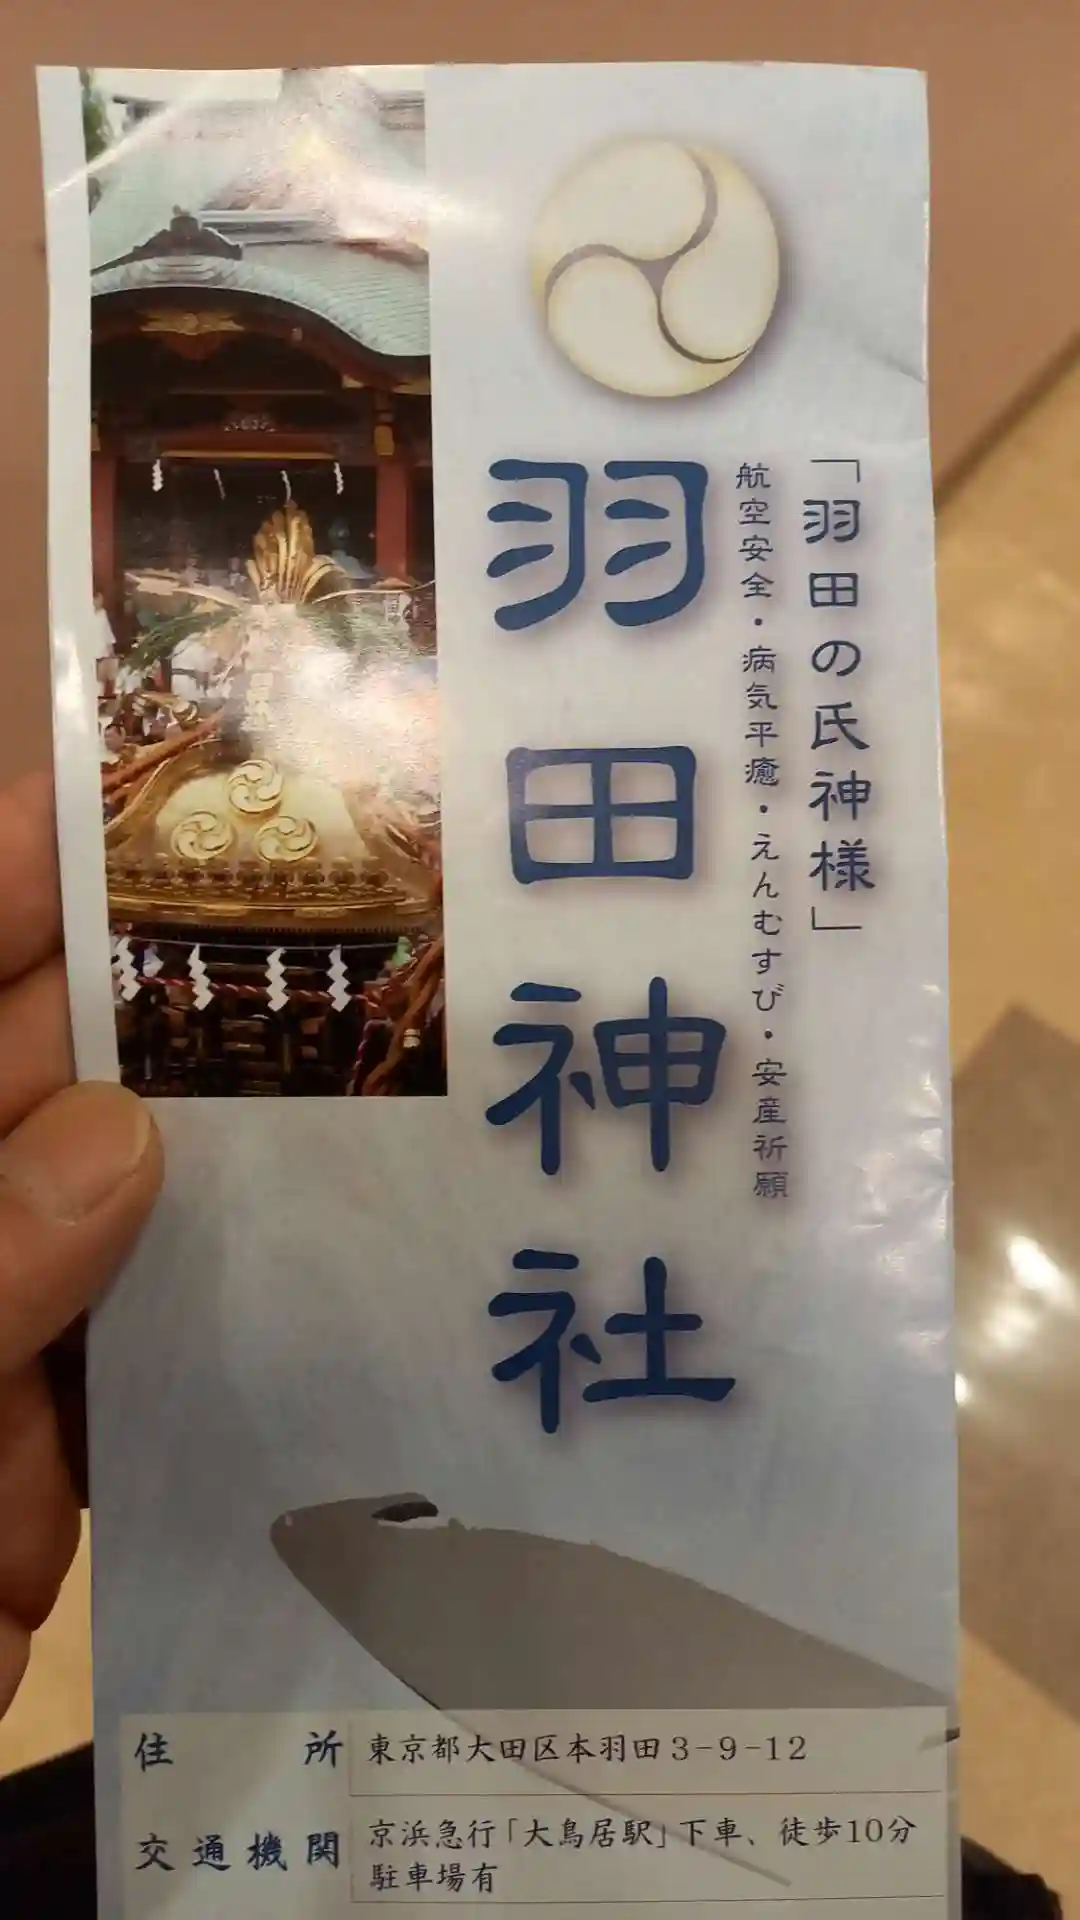 「羽田の氏神様」
航空安全・病気平癒・えんむすび・安産祈願
羽田神社
住所
東京都大田区本羽田3-9-12
交通機関
京浜急行「大鳥居駅」下車、徒歩10分
駐車場有